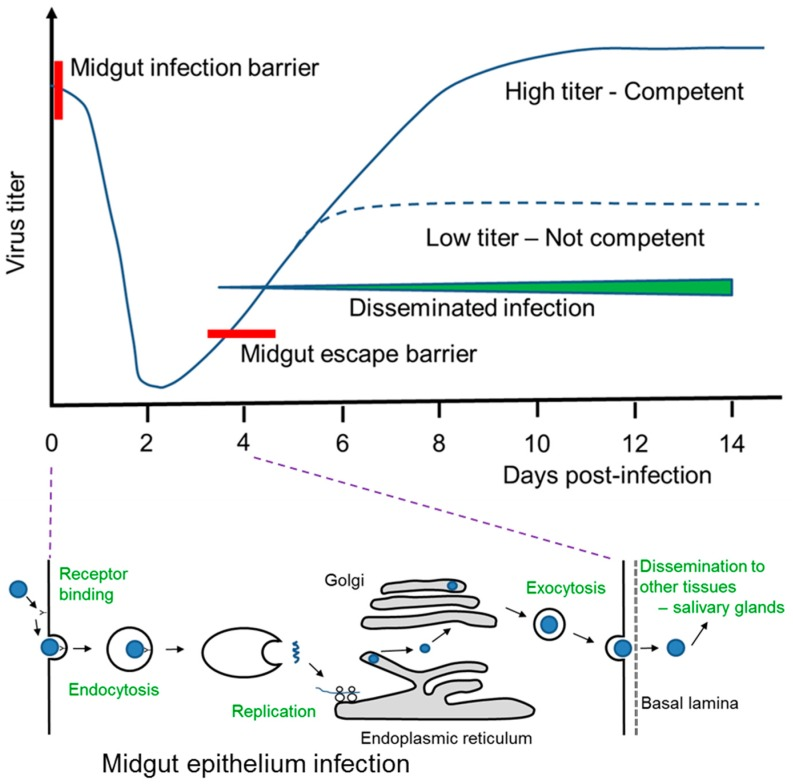 Midgut infection barrier
High titer - Competent
Virus titer
Low titer – Not competent
Disseminated infection
Midgut escape barrier
0 2 4 6 8 10 12 14
Days post-infection
Receptor
binding
Golgi
Exocytosis
Dissemination to
other tissues
– salivary glands
Endocytosis
Replication
Basal lamina
Endoplasmic reticulum
Midgut epithelium infection